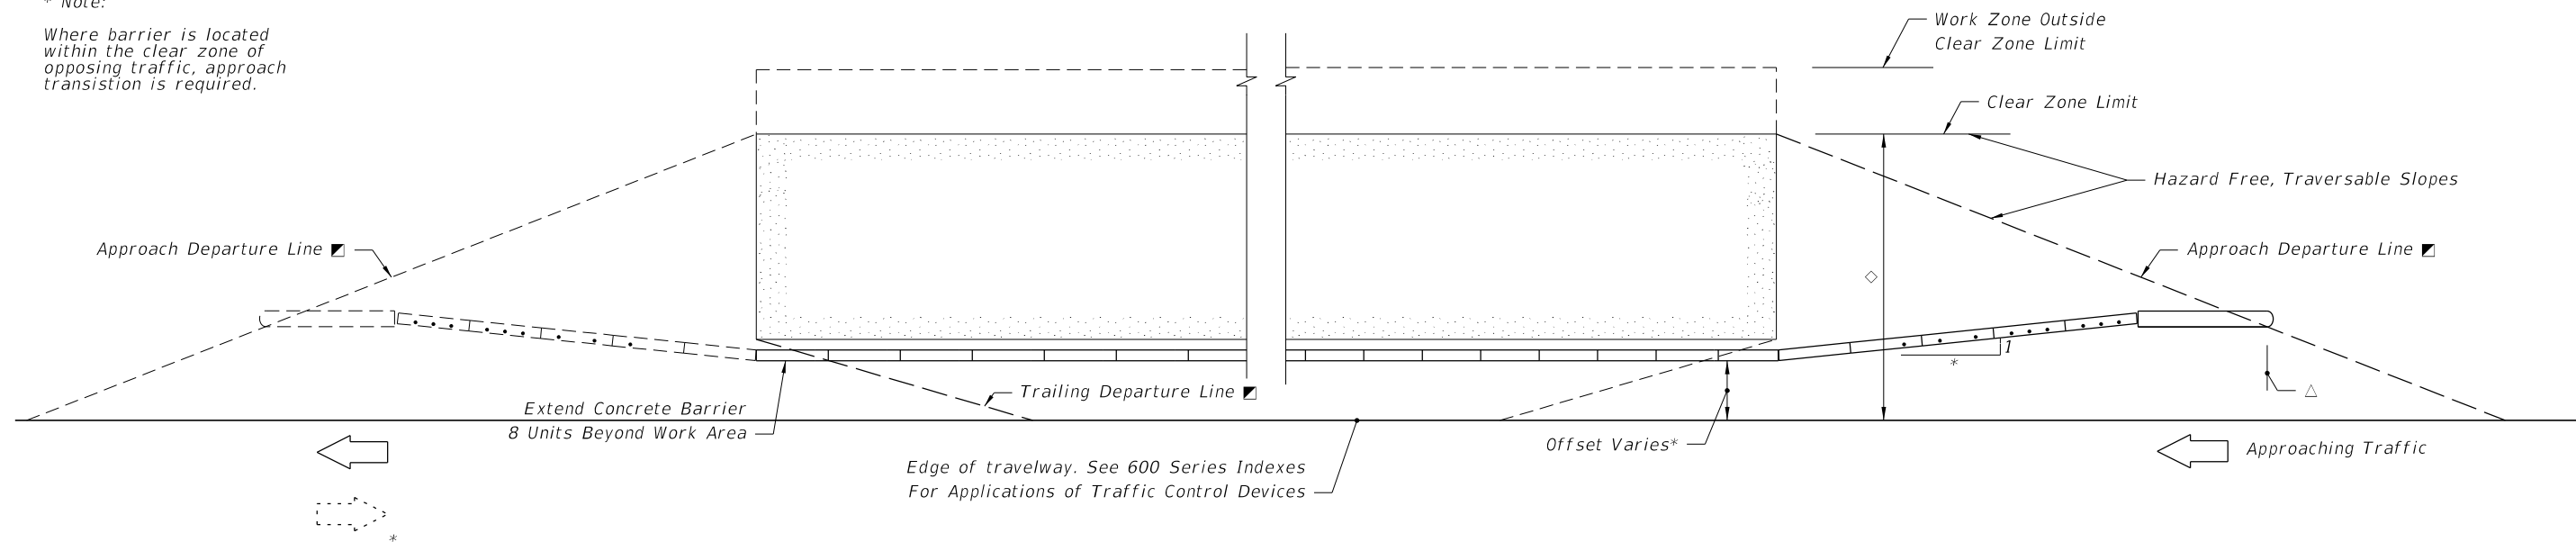 * Note:
Where barrier is located
within the clear zone of
opposing traffic, approach
transistion is required.
Work Zone Outside
Clear Zone Limit
Clear Zone Limit
Hazard Free, Traversable Slopes
Approach Departure Line
Approach Departure Line
1
*
Trailing Departure Line
Extend Concrete Barrier
8 Units Beyond Work Area
Offset Varies*
Edge of travelway. See 600 Series Indexes
For Applications of Traffic Control Devices
Approaching Traffic
*